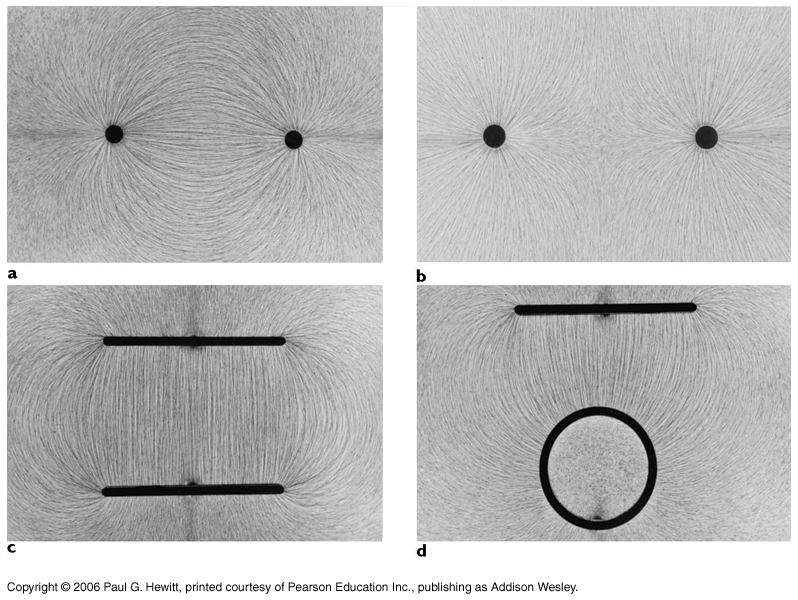 a
b
c
d
Copyright © 2006 Paul G. Hewitt, printed courtesy of Pearson Education Inc., publishing as Addison Wesley.